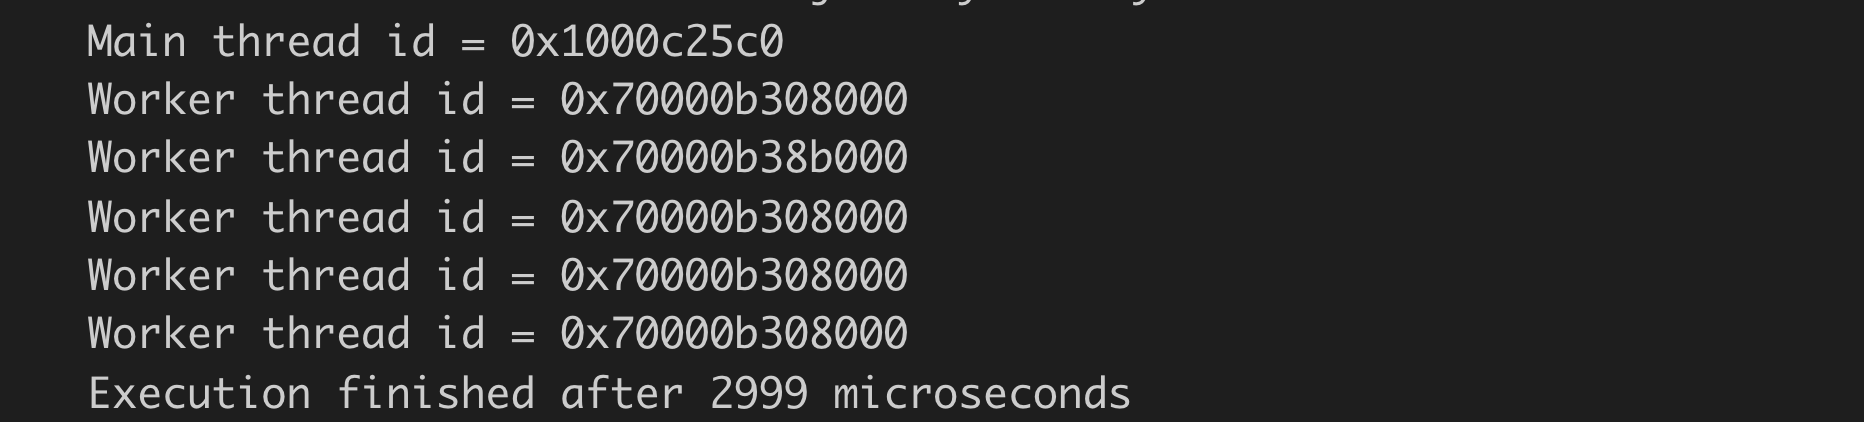 Main thread id = 0x1000c25c0
Worker thread id = 0x70000b308000
Worker thread id = 0x70000b38b000
Worker thread id = 0x70000b308000
Worker thread id = 0x70000b308000
Worker thread id = 0x70000b308000
Execution finished after 2999 microseconds